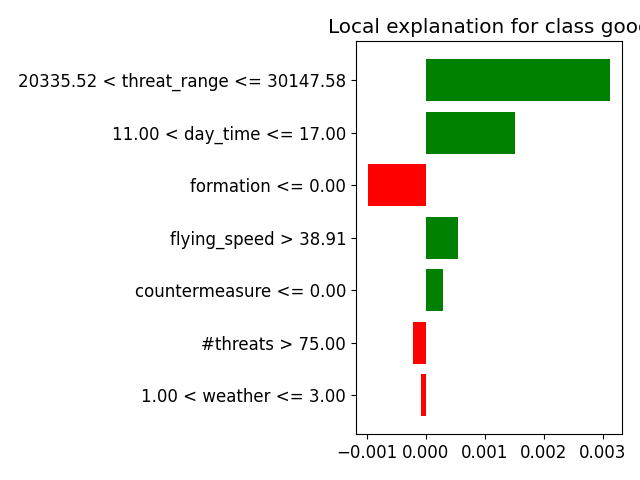 Local explanation for class goo
20335.52 < threat_range <= 30147.58
11.00 < day_time <= 17.00
formation <= 0.00
flying_speed > 38.91
countermeasure <= 0.00
#threats > 75.00
1.00 < weather <= 3.00
−0.001 0.000 0.001 0.002 0.003